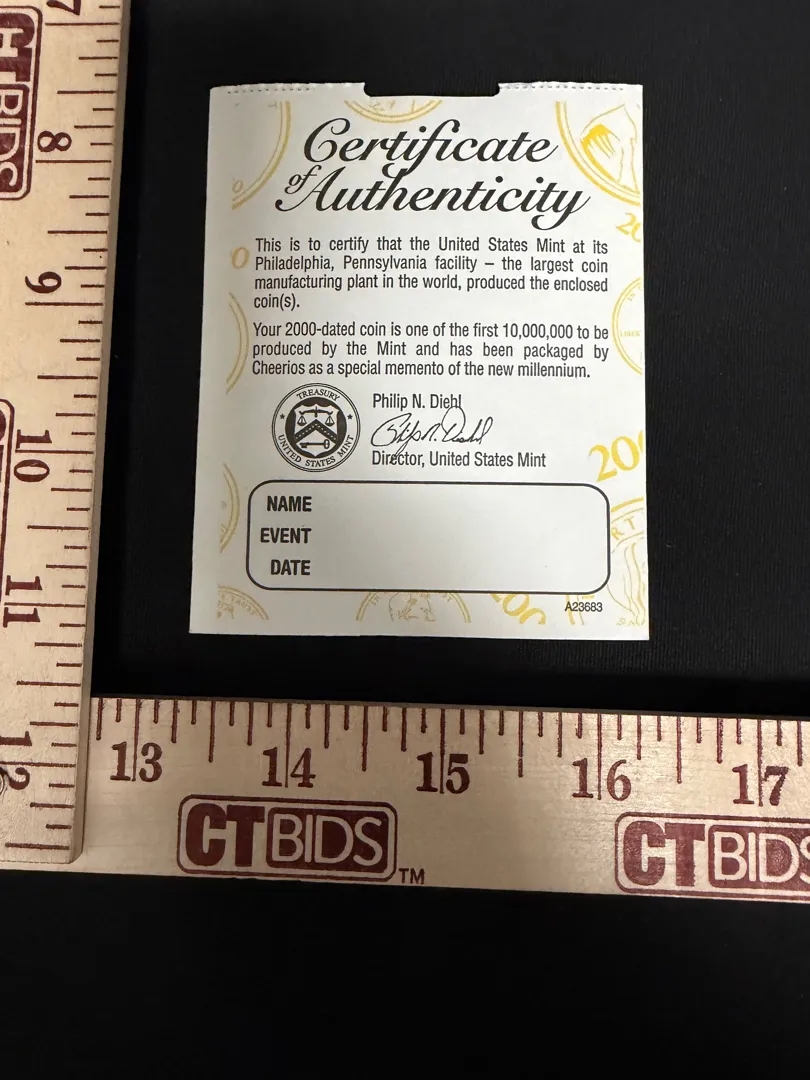 Certificate
of Authenticity
This is to certify that the United States Mint at its
Philadelphia, Pennsylvania facility – the largest coin
manufacturing plant in the world, produced the enclosed
coin(s).
Your 2000-dated coin is one of the first 10,000,000 to be
produced by the Mint and has been packaged by
Cheerios as a special memento of the new millennium.
TREASURY
UNITED STATES MINT
Philip N. Diehl
Philip N. Diehl
Director, United States Mint
NAME
EVENT
DATE
A23683
7
8
9
10
11
12
CTBIDS
13 14 15 16 17
CTBIDS™
CTBIDS